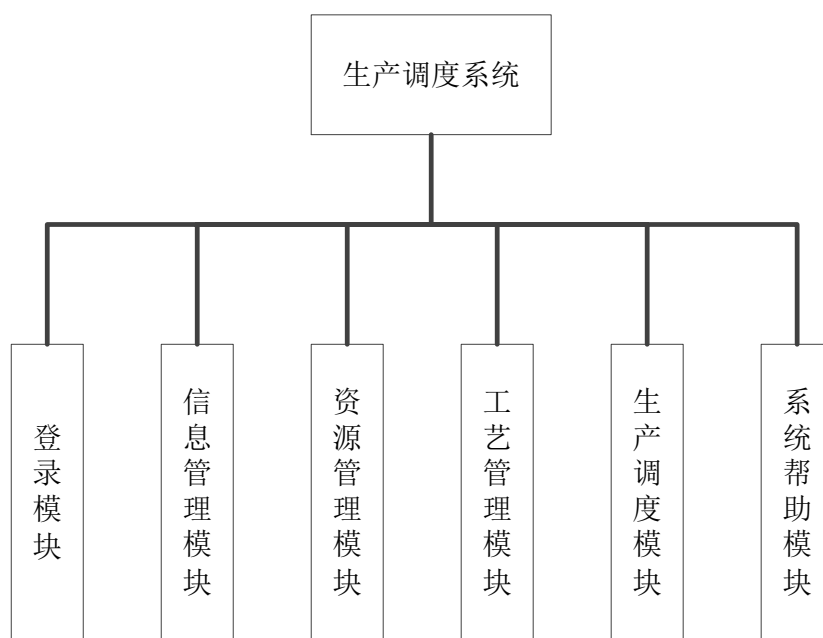 生产调度系统
登录模块
信息管理模块
资源管理模块
工艺管理模块
生产调度模块
系统帮助模块